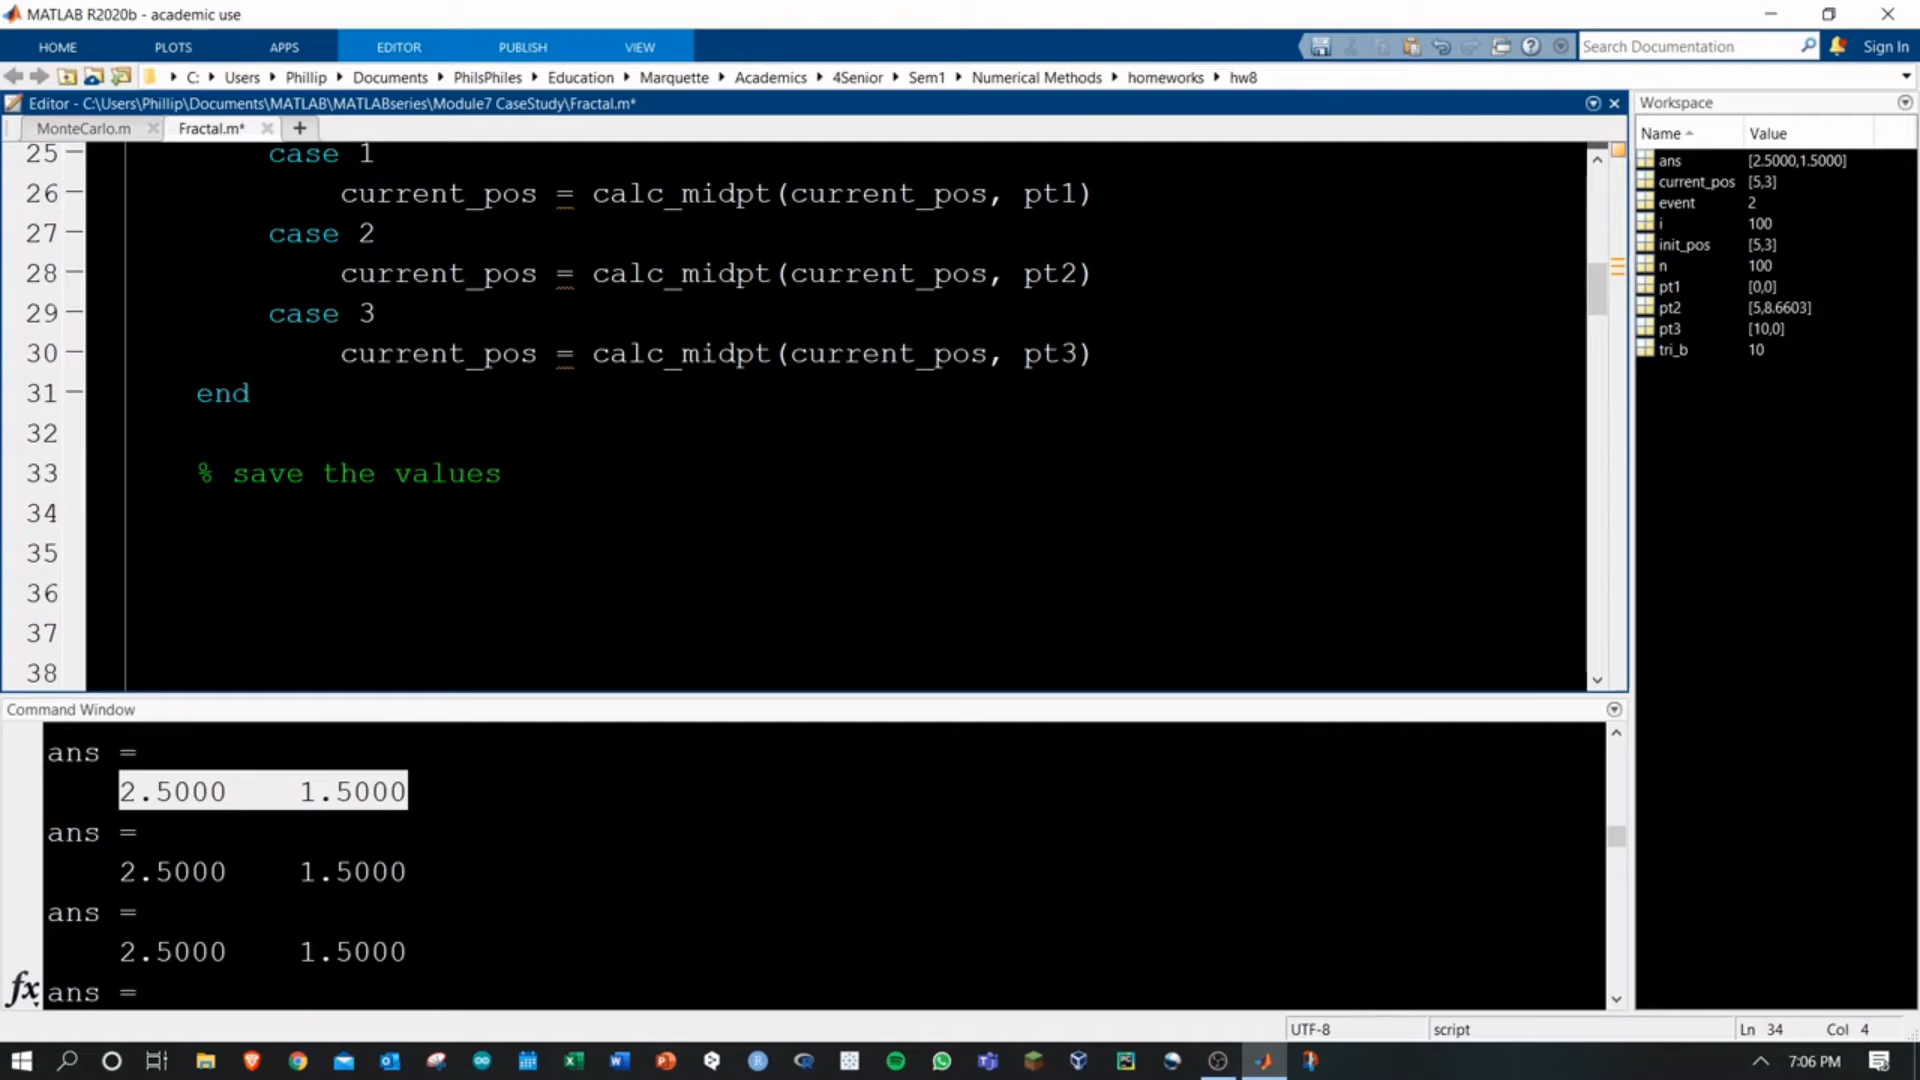 MATLAB R2020b - academic use
HOME PLOTS APPS EDITOR PUBLISH VIEW Search Documentation Sign In
C: Users Phillip Documents PhilsPhiles Education Marquette Academics 4Senior Sem1 Numerical Methods homeworks hw8
Editor - C:\Users\Phillip\Documents\MATLAB\MATLABseries\Module7 CaseStudy\Fractal.m*
MonteCarlo.m Fractal.m*
25 case 1
26 current_pos = calc_midpt(current_pos, pt1)
27 case 2
28 current_pos = calc_midpt(current_pos, pt2)
29 case 3
30 current_pos = calc_midpt(current_pos, pt3)
31 end
32
33 % save the values
34
35
36
37
38
Workspace
Name Value
ans [2.5000,1.5000]
current_pos [5,3]
event 2
i 100
init_pos [5,3]
n 100
pt1 [0,0]
pt2 [5,8.6603]
pt3 [10,0]
tri_b 10
Command Window
ans =
2.5000 1.5000
ans =
2.5000 1.5000
ans =
2.5000 1.5000
fx ans =
UTF-8 script Ln 34 Col 4
7:06 PM